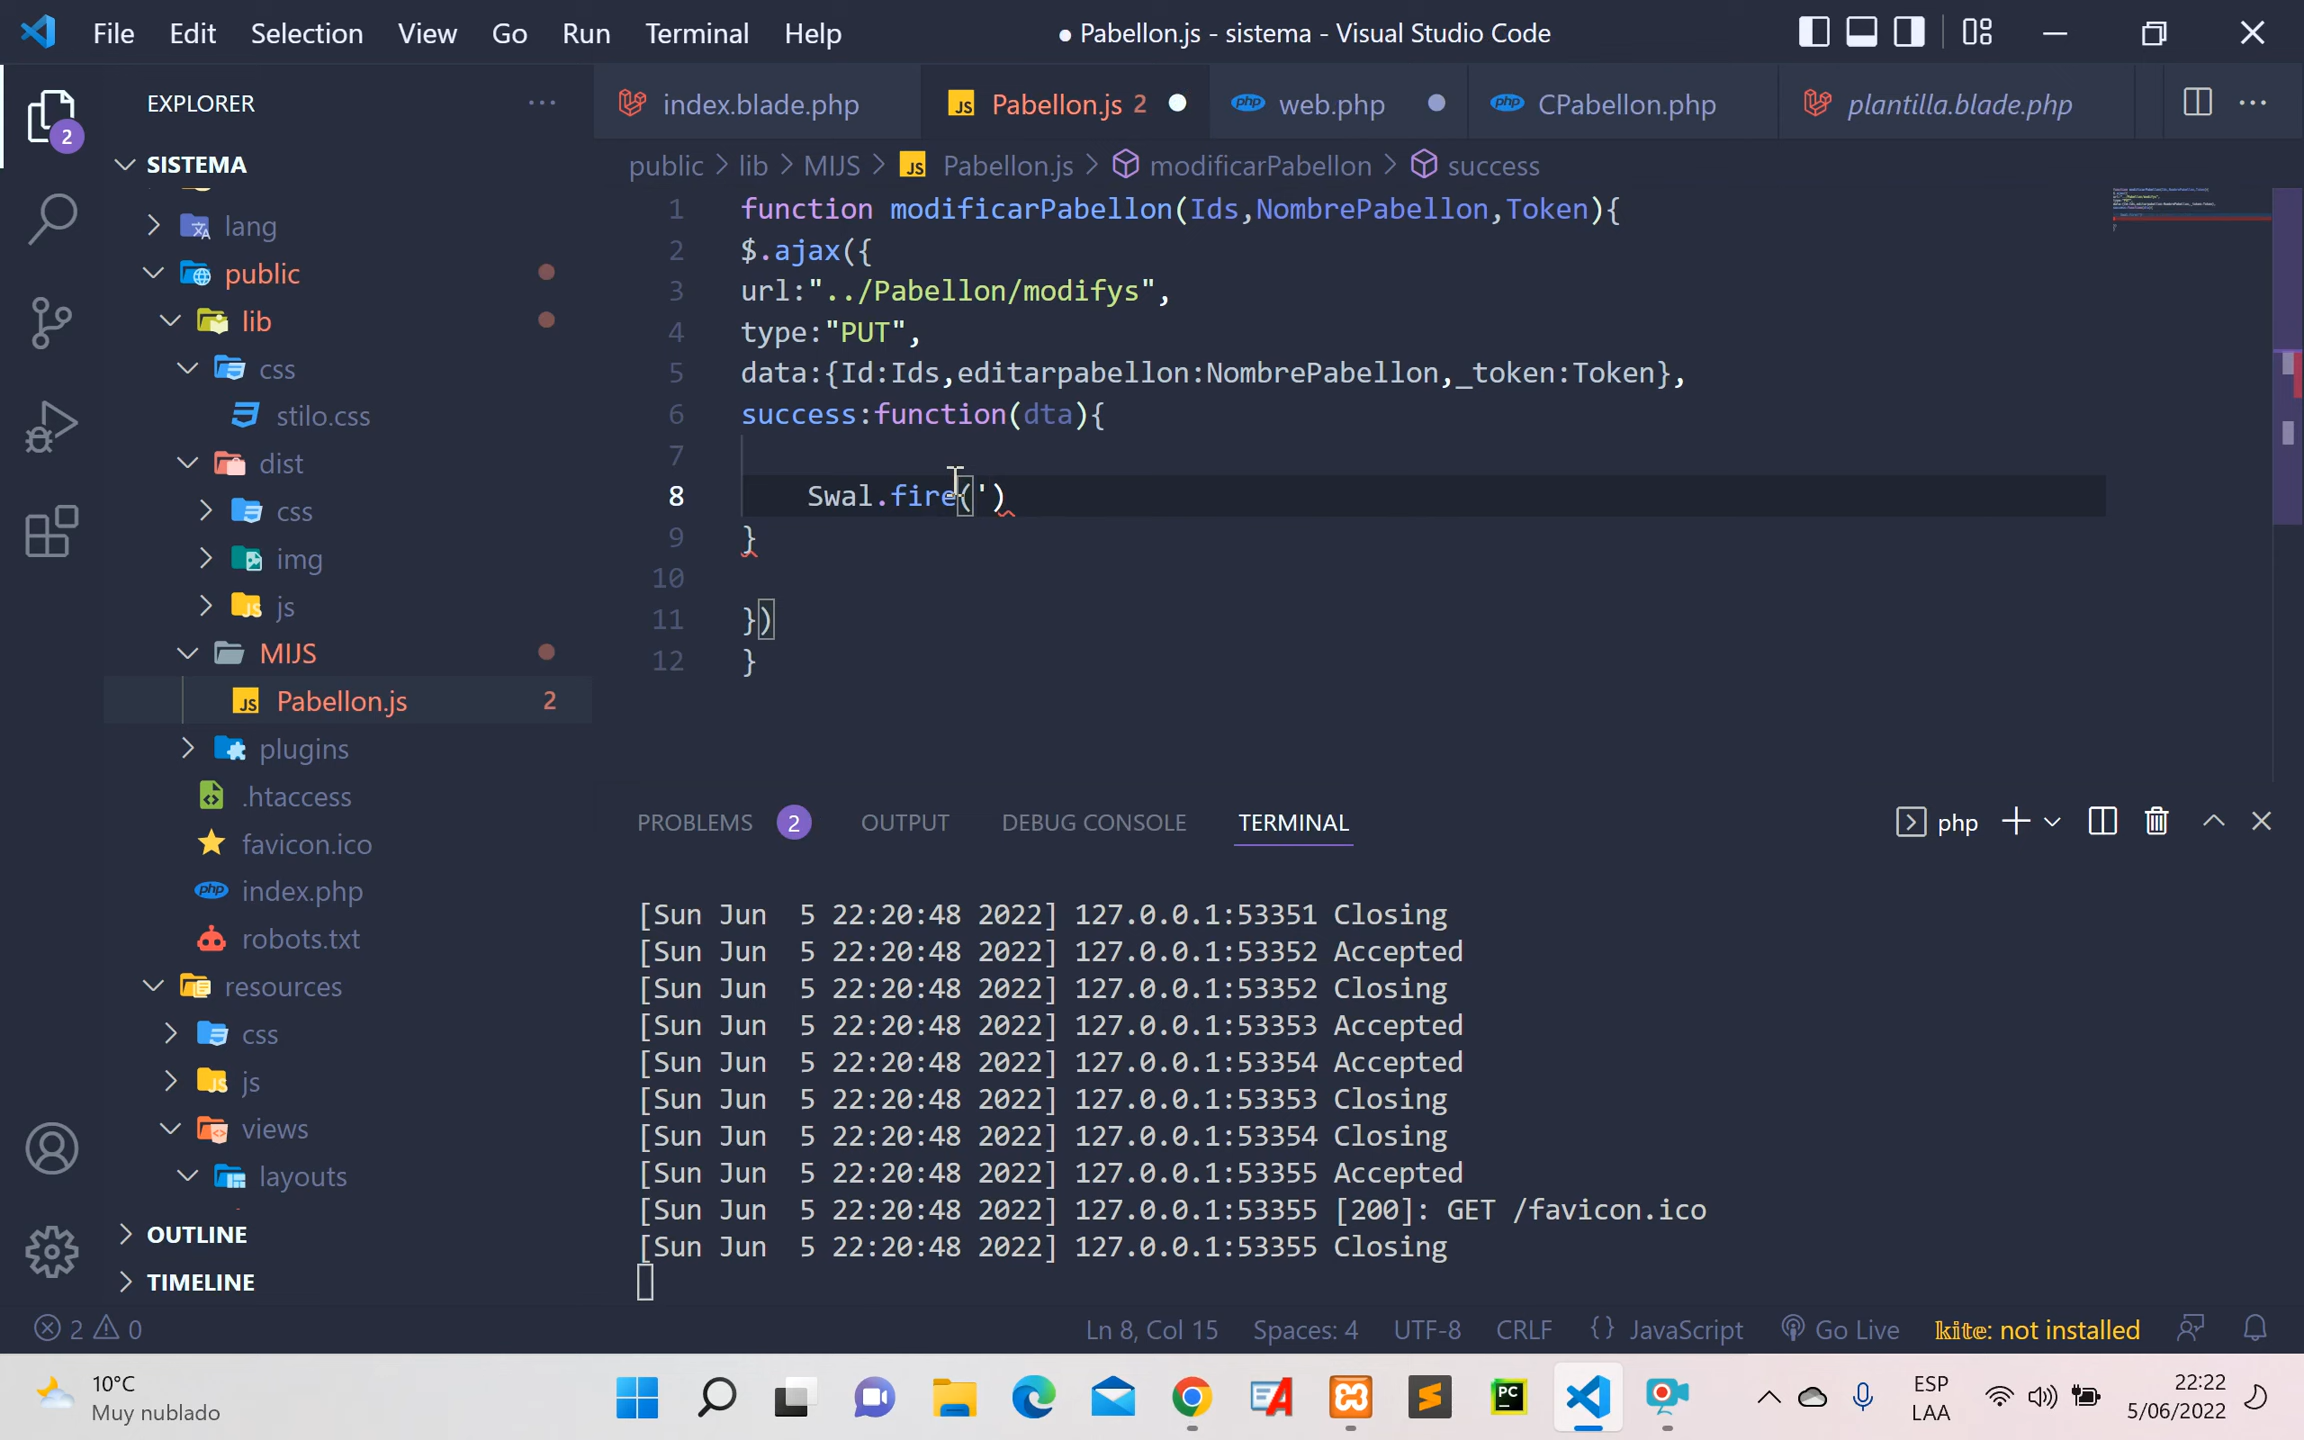 File Edit Selection View Go Run Terminal Help
● Pabellon.js - sistema - Visual Studio Code
EXPLORER
2
SISTEMA
lang
public
lib
css
stilo.css
dist
css
img
js
MIJS
Pabellon.js 2
plugins
.htaccess
favicon.ico
index.php
robots.txt
resources
css
js
views
layouts
OUTLINE
TIMELINE
index.blade.php
Pabellon.js 2
web.php
CPabellon.php
plantilla.blade.php
public > lib > MIJS > Pabellon.js > modificarPabellon > success
1 function modificarPabellon(Ids,NombrePabellon,Token){
2 $.ajax({
3 url:"../Pabellon/modifys",
4 type:"PUT",
5 data:{Id:Ids,editarpabellon:NombrePabellon,_token:Token},
6 success:function(dta){
7
8 Swal.fire(')
9 }
10
11 })
12 }
PROBLEMS 2 OUTPUT DEBUG CONSOLE TERMINAL
php
[Sun Jun  5 22:20:48 2022] 127.0.0.1:53351 Closing
[Sun Jun  5 22:20:48 2022] 127.0.0.1:53352 Accepted
[Sun Jun  5 22:20:48 2022] 127.0.0.1:53352 Closing
[Sun Jun  5 22:20:48 2022] 127.0.0.1:53353 Accepted
[Sun Jun  5 22:20:48 2022] 127.0.0.1:53354 Accepted
[Sun Jun  5 22:20:48 2022] 127.0.0.1:53353 Closing
[Sun Jun  5 22:20:48 2022] 127.0.0.1:53354 Closing
[Sun Jun  5 22:20:48 2022] 127.0.0.1:53355 Accepted
[Sun Jun  5 22:20:48 2022] 127.0.0.1:53355 [200]: GET /favicon.ico
[Sun Jun  5 22:20:48 2022] 127.0.0.1:53355 Closing
2 0
Ln 8, Col 15 Spaces: 4 UTF-8 CRLF {} JavaScript Go Live kite: not installed
10°C
Muy nublado
ESP
LAA
22:22
5/06/2022